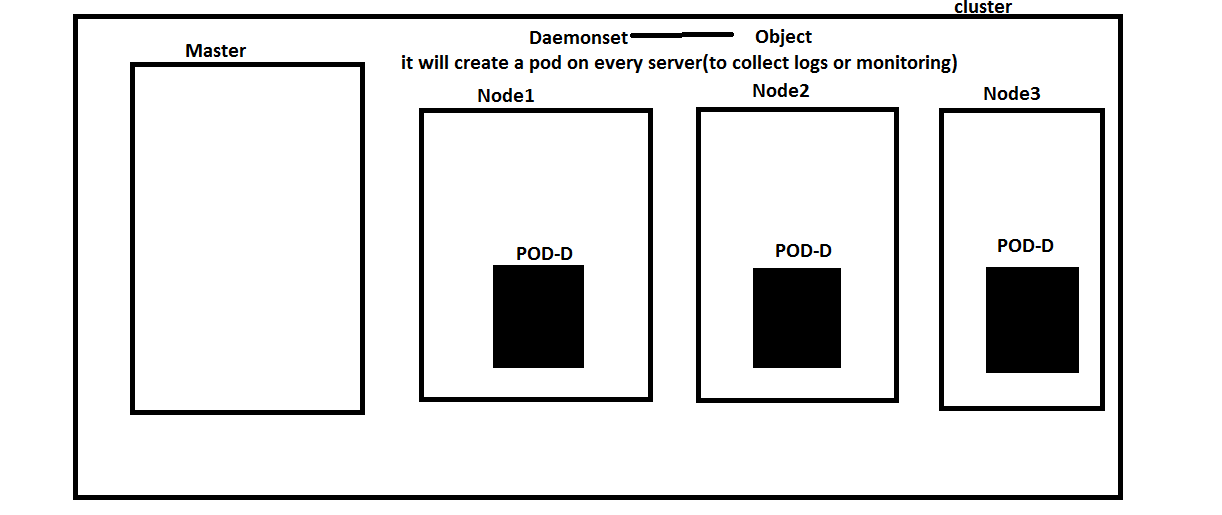 cluster
Daemonset Object
Master
it will create a pod on every server(to collect logs or monitoring)
Node1 Node2 Node3
POD-D POD-D POD-D